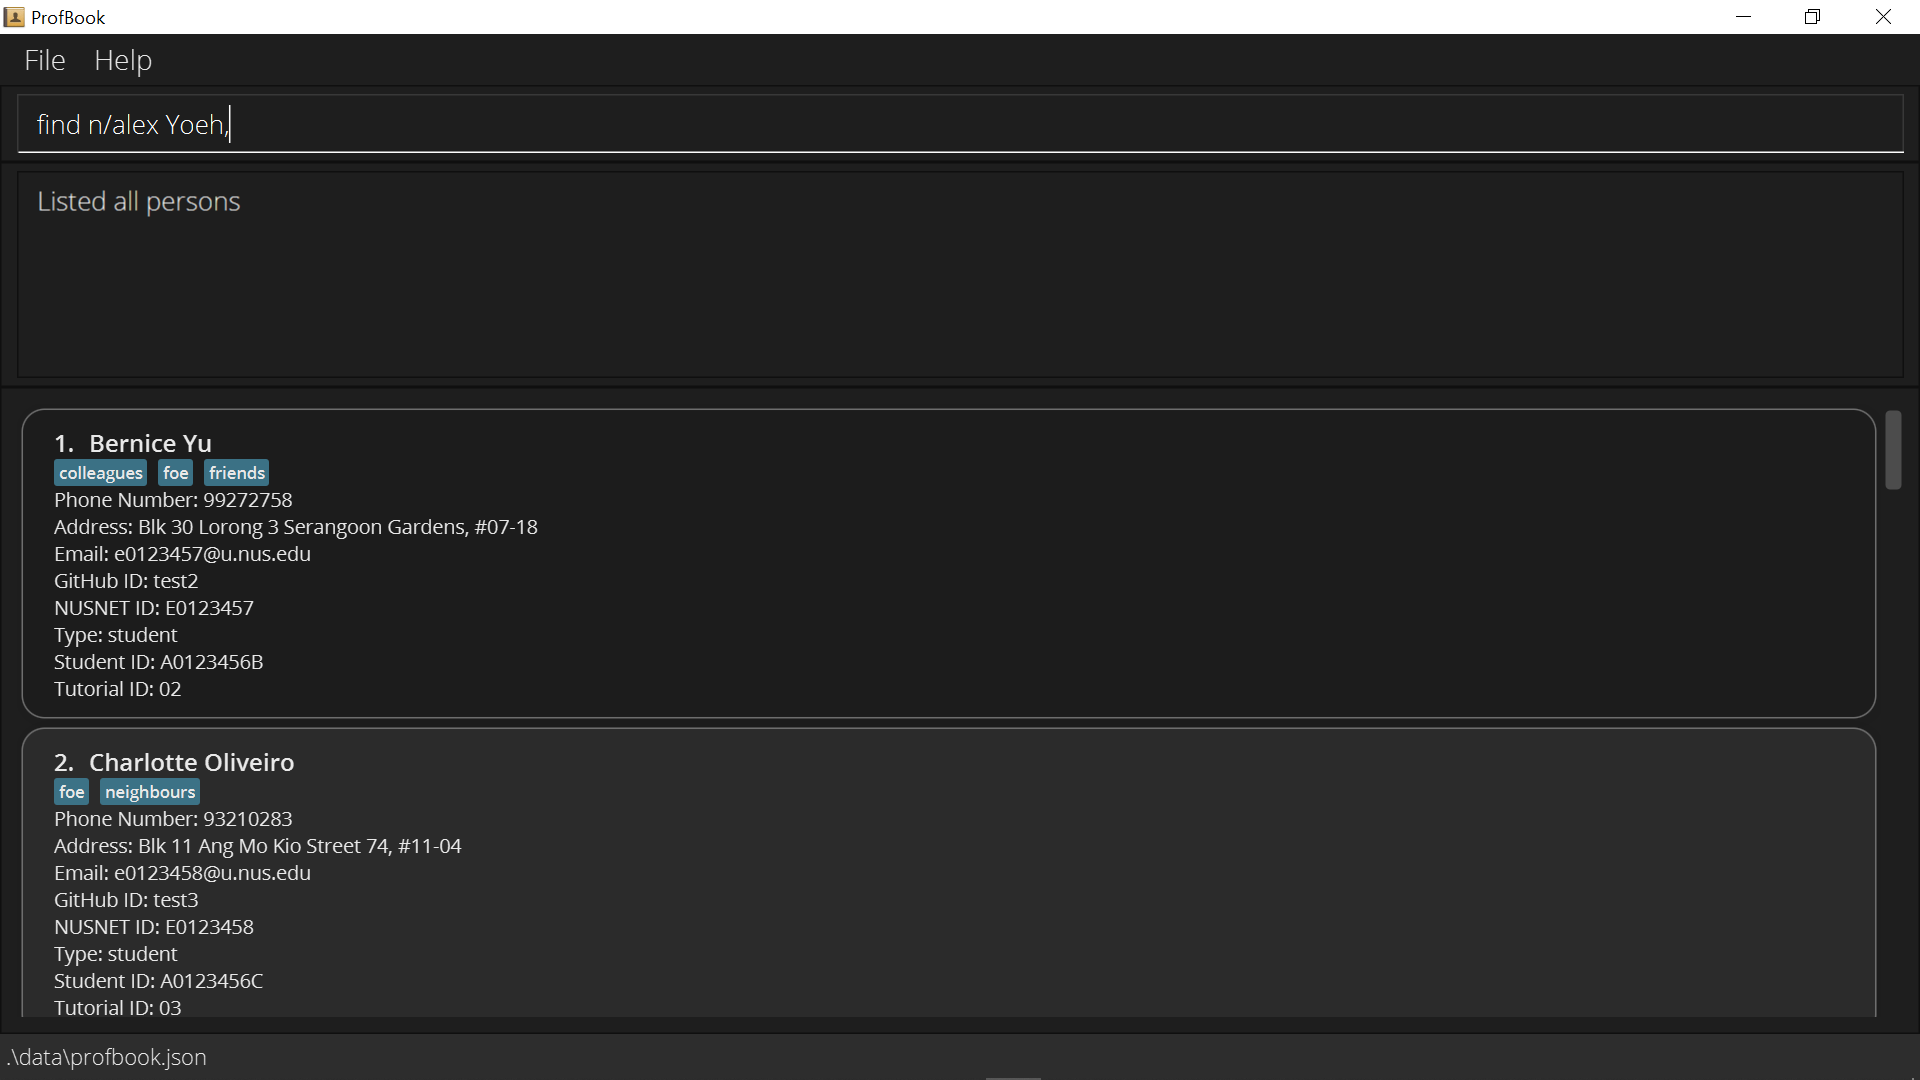 ProfBook
File Help
find n/alex Yoeh,
Listed all persons
1. Bernice Yu
colleagues foe friends
Phone Number: 99272758
Address: Blk 30 Lorong 3 Serangoon Gardens, #07-18
Email: e0123457@u.nus.edu
GitHub ID: test2
NUSNET ID: E0123457
Type: student
Student ID: A0123456B
Tutorial ID: 02
2. Charlotte Oliveiro
foe neighbours
Phone Number: 93210283
Address: Blk 11 Ang Mo Kio Street 74, #11-04
Email: e0123458@u.nus.edu
GitHub ID: test3
NUSNET ID: E0123458
Type: student
Student ID: A0123456C
Tutorial ID: 03
.\data\profbook.json